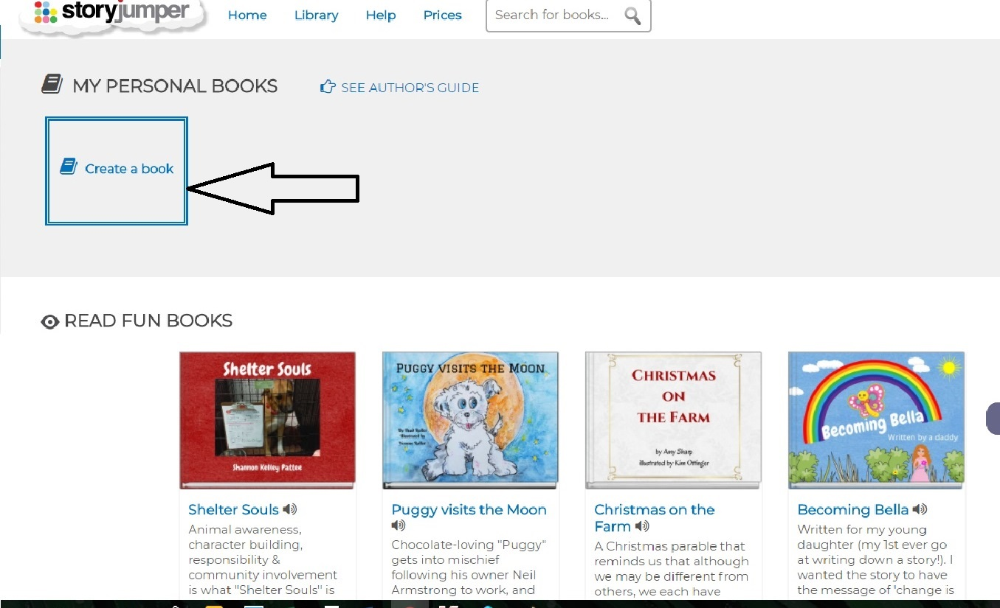 storyjumper
Home Library Help Prices Search for books...
MY PERSONAL BOOKS SEE AUTHOR'S GUIDE
Create a book
READ FUN BOOKS
Shelter Souls
Shannon Kelley Pattee
PUGGY VISITS THE MOON
By Thad Koller
Illustrated by
Yvonne Koller
CHRISTMAS
ON
THE FARM
by Amy Sharp
illustrated by Kim Ottinger
Becoming Bella
Written by a daddy
Shelter Souls
Animal awareness,
character building,
responsibility &
community involvement
is what "Shelter Souls" is
Puggy visits the Moon
Chocolate-loving "Puggy"
gets into mischief
following his owner Neil
Armstrong to work, and
Christmas on the
Farm
A Christmas parable that
reminds us that although
we may be different from
others, we each have
Becoming Bella
Written for my young
daughter (my 1st ever go
at writing down a story!). I
wanted the story to have
the message of 'change is